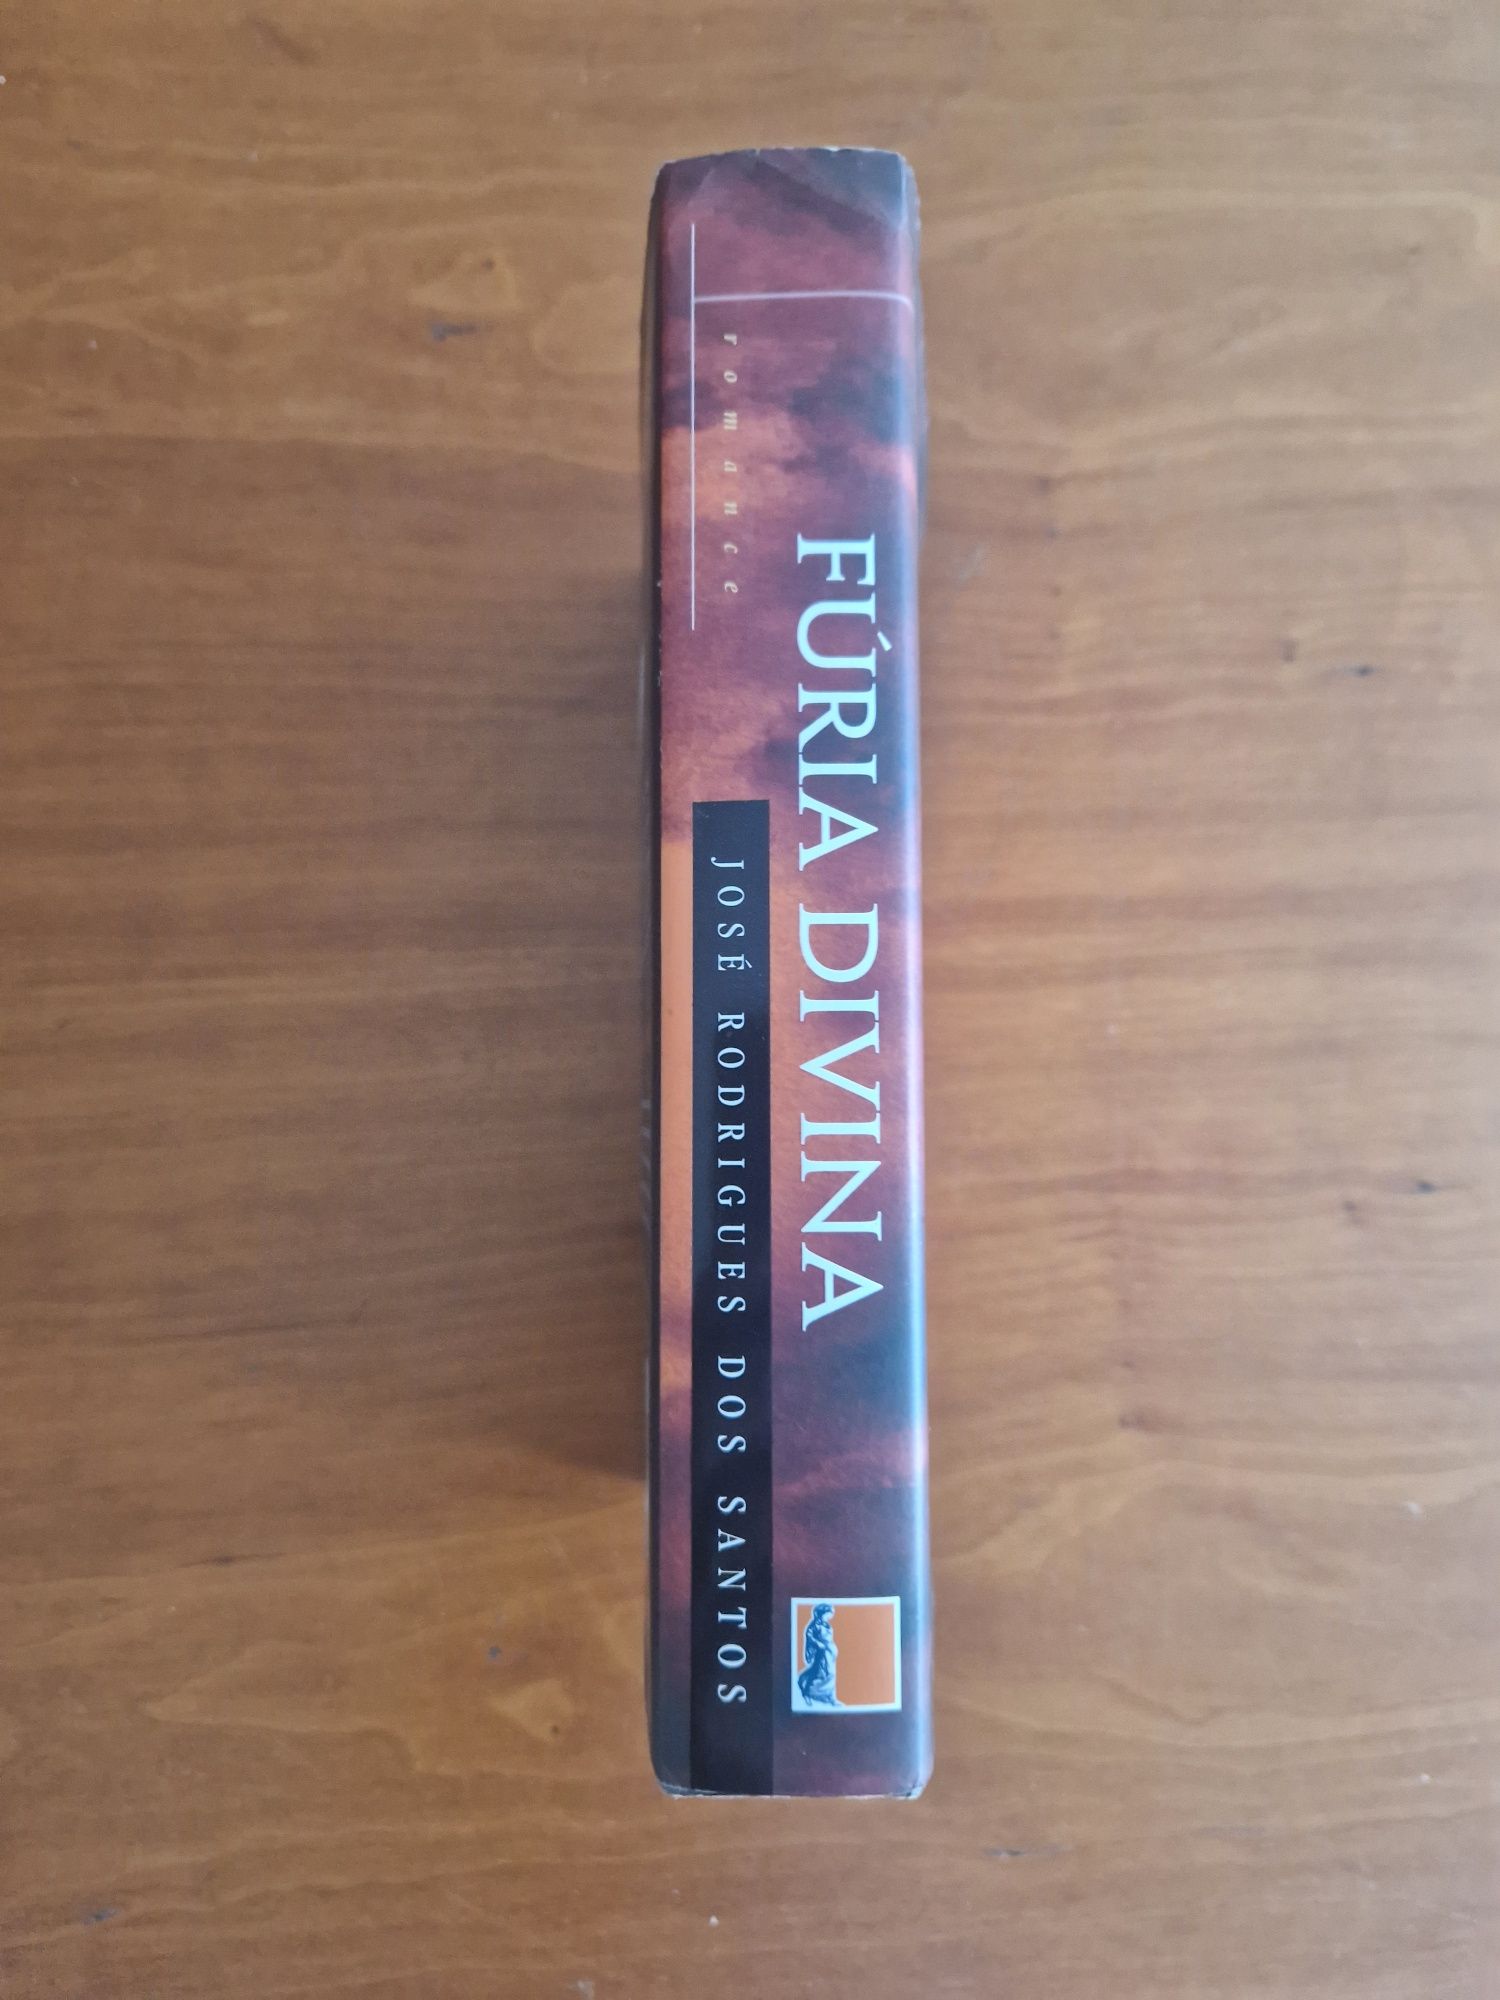 romance
FÚRIA DIVINA
JOSÉ RODRIGUES DOS SANTOS